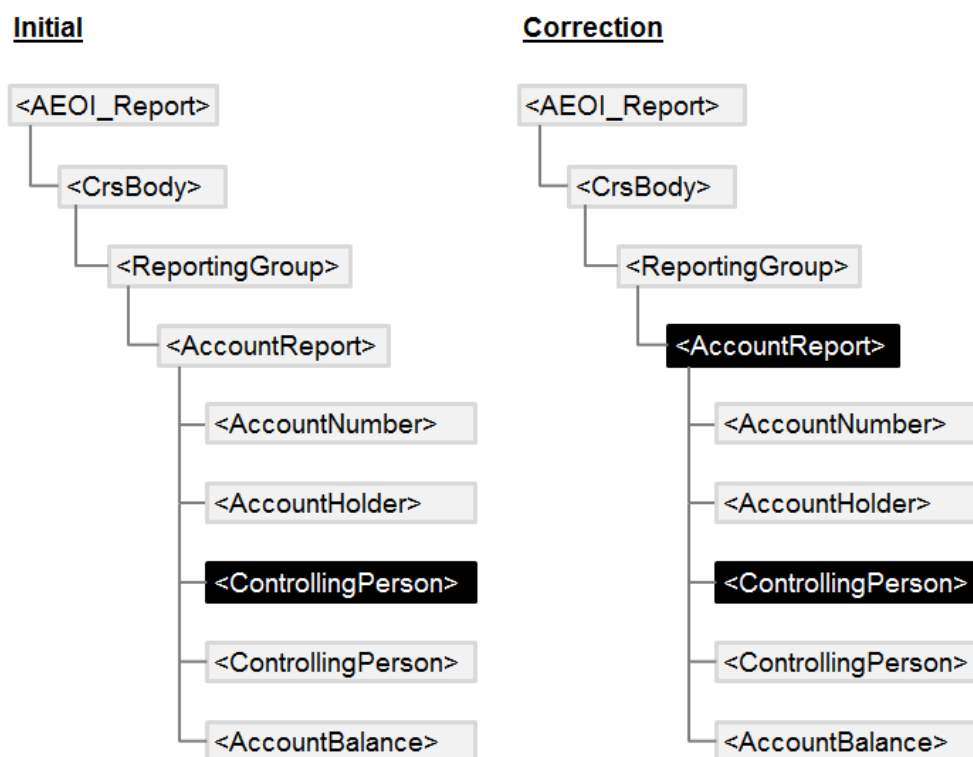 Initial
<AEOI_Report>
<CrsBody>
<ReportingGroup>
<AccountReport>
<AccountNumber>
<AccountHolder>
<ControllingPerson>
<ControllingPerson>
<AccountBalance>
Correction
<AEOI_Report>
<CrsBody>
<ReportingGroup>
<AccountReport>
<AccountNumber>
<AccountHolder>
<ControllingPerson>
<ControllingPerson>
<AccountBalance>